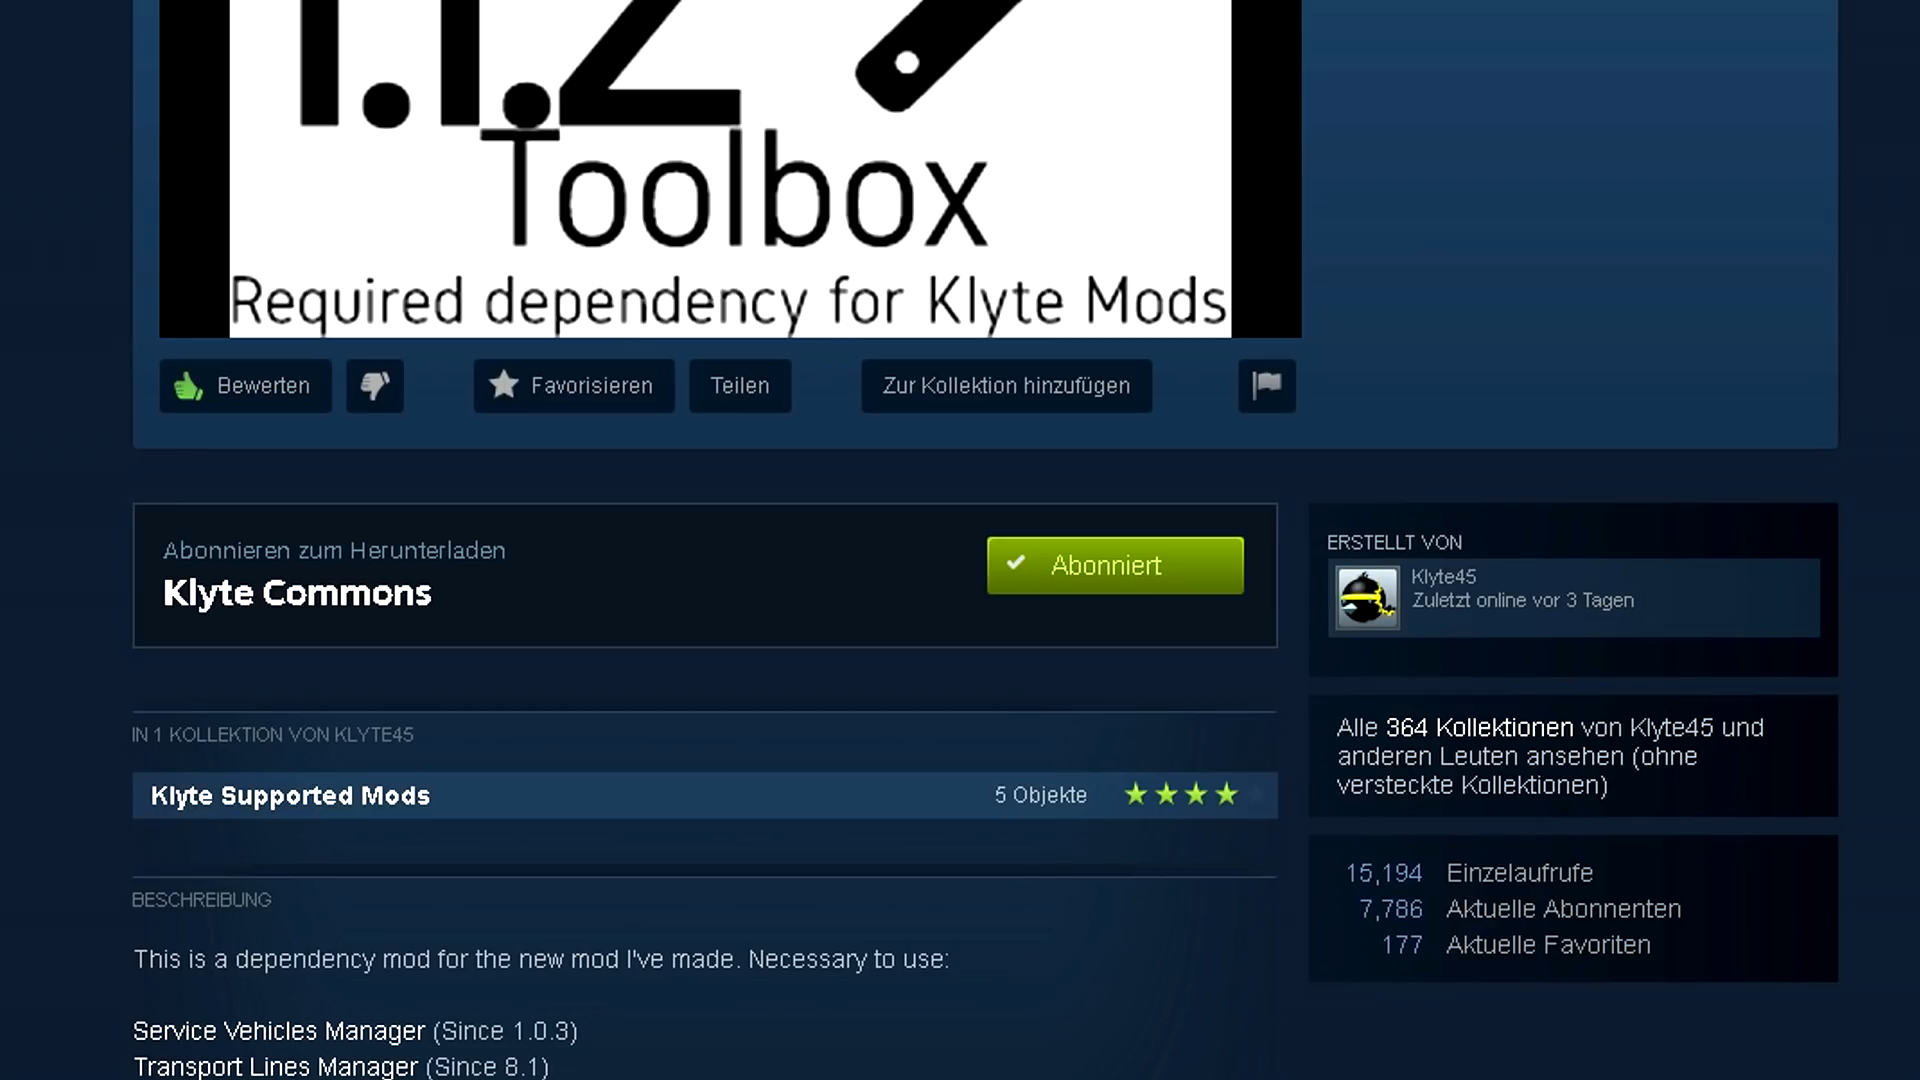 1.1.2
Toolbox
Required dependency for Klyte Mods
Bewerten
Favorisieren
Teilen
Zur Kollektion hinzufügen
Abonnieren zum Herunterladen
Klyte Commons
Abonniert
ERSTELLT VON
Klyte45
Zuletzt online vor 3 Tagen
IN 1 KOLLEKTION VON KLYTE45
Klyte Supported Mods
5 Objekte
Alle 364 Kollektionen von Klyte45 und
anderen Leuten ansehen (ohne
versteckte Kollektionen)
15,194 Einzelaufrufe
7,786 Aktuelle Abonnenten
177 Aktuelle Favoriten
BESCHREIBUNG
This is a dependency mod for the new mod I've made. Necessary to use:
Service Vehicles Manager (Since 1.0.3)
Transport Lines Manager (Since 8.1)